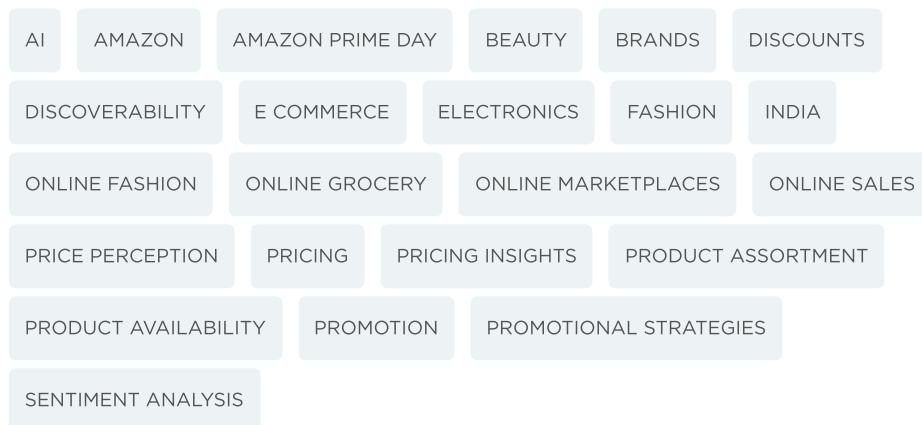 AI AMAZON AMAZON PRIME DAY BEAUTY BRANDS DISCOUNTS
DISCOVERABILITY E COMMERCE ELECTRONICS FASHION INDIA
ONLINE FASHION ONLINE GROCERY ONLINE MARKETPLACES ONLINE SALES
PRICE PERCEPTION PRICING PRICING INSIGHTS PRODUCT ASSORTMENT
PRODUCT AVAILABILITY PROMOTION PROMOTIONAL STRATEGIES
SENTIMENT ANALYSIS